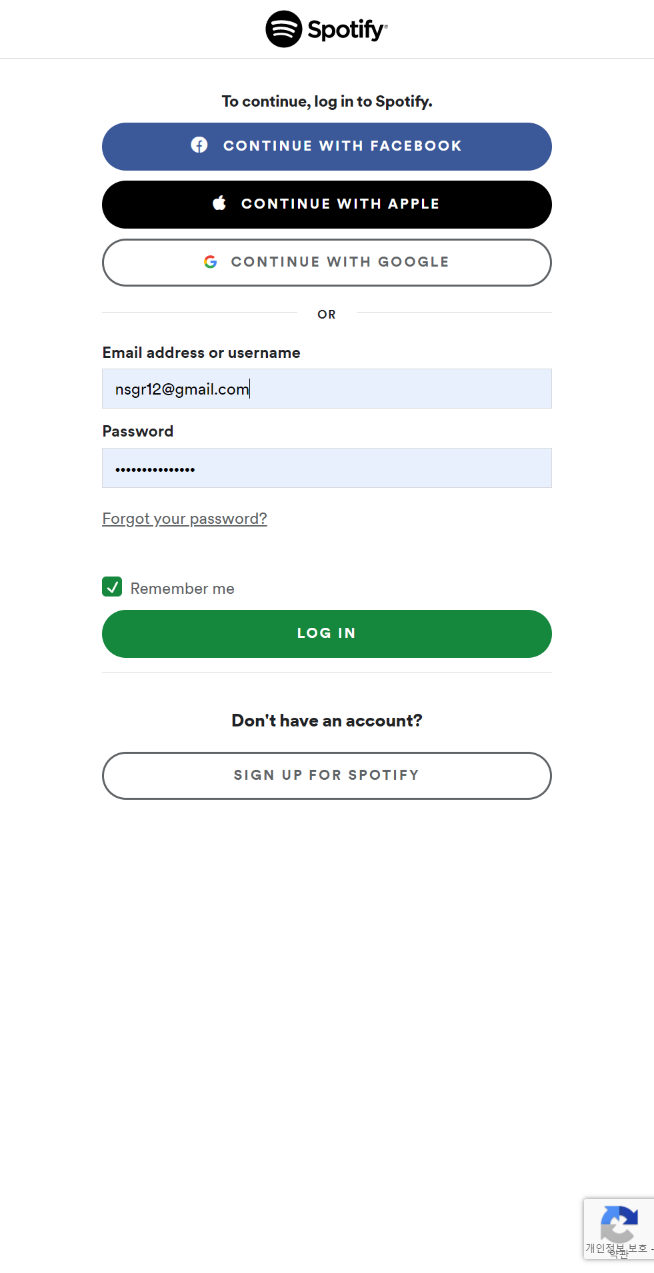 Spotify®
To continue, log in to Spotify.
CONTINUE WITH FACEBOOK
CONTINUE WITH APPLE
CONTINUE WITH GOOGLE
OR
Email address or username
nsgr12@gmail.com
Password
•••••••••••••••
Forgot your password?
Remember me
LOG IN
Don't have an account?
SIGN UP FOR SPOTIFY
개인정보 보호 -
약관